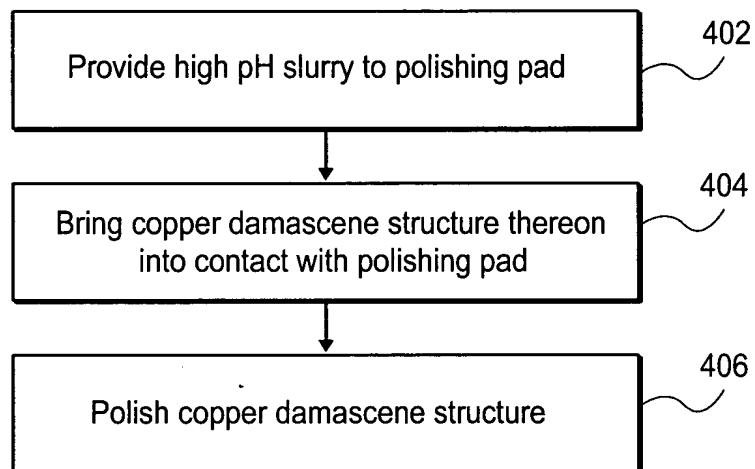 402
Provide high pH slurry to polishing pad
404
Bring copper damascene structure thereon
into contact with polishing pad
406
Polish copper damascene structure